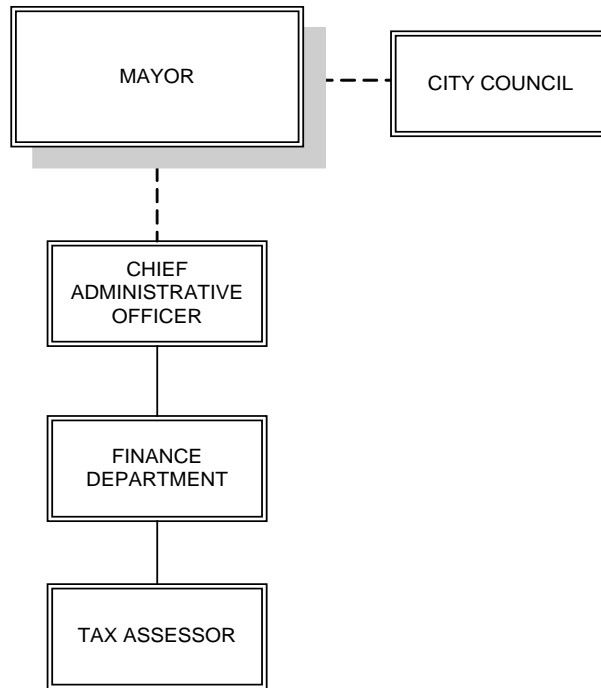 MAYOR
CITY COUNCIL
CHIEF
ADMINISTRATIVE
OFFICER
FINANCE
DEPARTMENT
TAX ASSESSOR